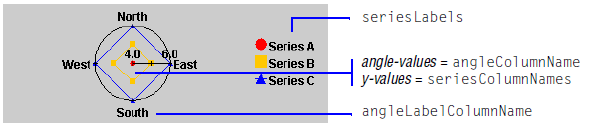 North
seriesLabels
4.0
6.0
West
East
South
Series A
Series B
Series C
angle-values = angleColumnName
y-values = seriesColumnNames
angleLabelColumnName